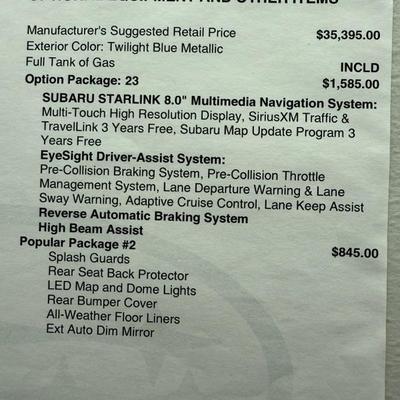 OPTIONAL EQUIPMENT AND OTHER ITEMS
Manufacturer's Suggested Retail Price $35,395.00
Exterior Color: Twilight Blue Metallic
Full Tank of Gas INCLD
Option Package: 23 $1,585.00
SUBARU STARLINK 8.0" Multimedia Navigation System:
Multi-Touch High Resolution Display, SiriusXM Traffic &
TravelLink 3 Years Free, Subaru Map Update Program 3
Years Free
EyeSight Driver-Assist System:
Pre-Collision Braking System, Pre-Collision Throttle
Management System, Lane Departure Warning & Lane
Sway Warning, Adaptive Cruise Control, Lane Keep Assist
Reverse Automatic Braking System
High Beam Assist
Popular Package #2 $845.00
Splash Guards
Rear Seat Back Protector
LED Map and Dome Lights
Rear Bumper Cover
All-Weather Floor Liners
Ext Auto Dim Mirror